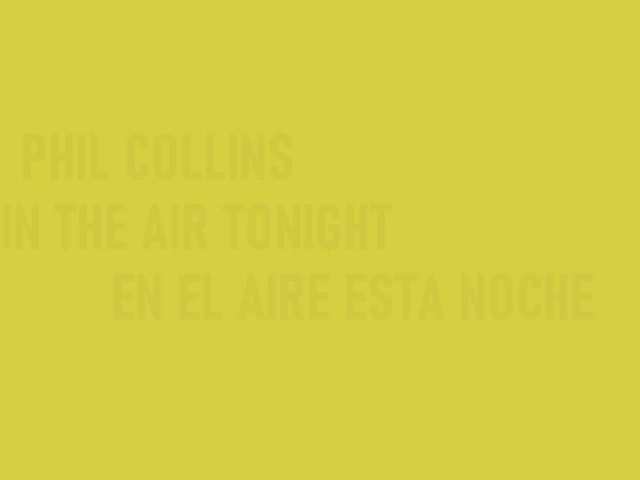 PHIL COLLINS
IN THE AIR TONIGHT
EN EL AIRE ESTA NOCHE